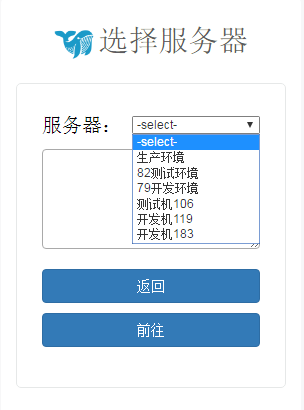 选择服务器
服务器：
-select-
-select-
生产环境
82测试环境
79开发环境
测试机106
开发机119
开发机183
返回
前往